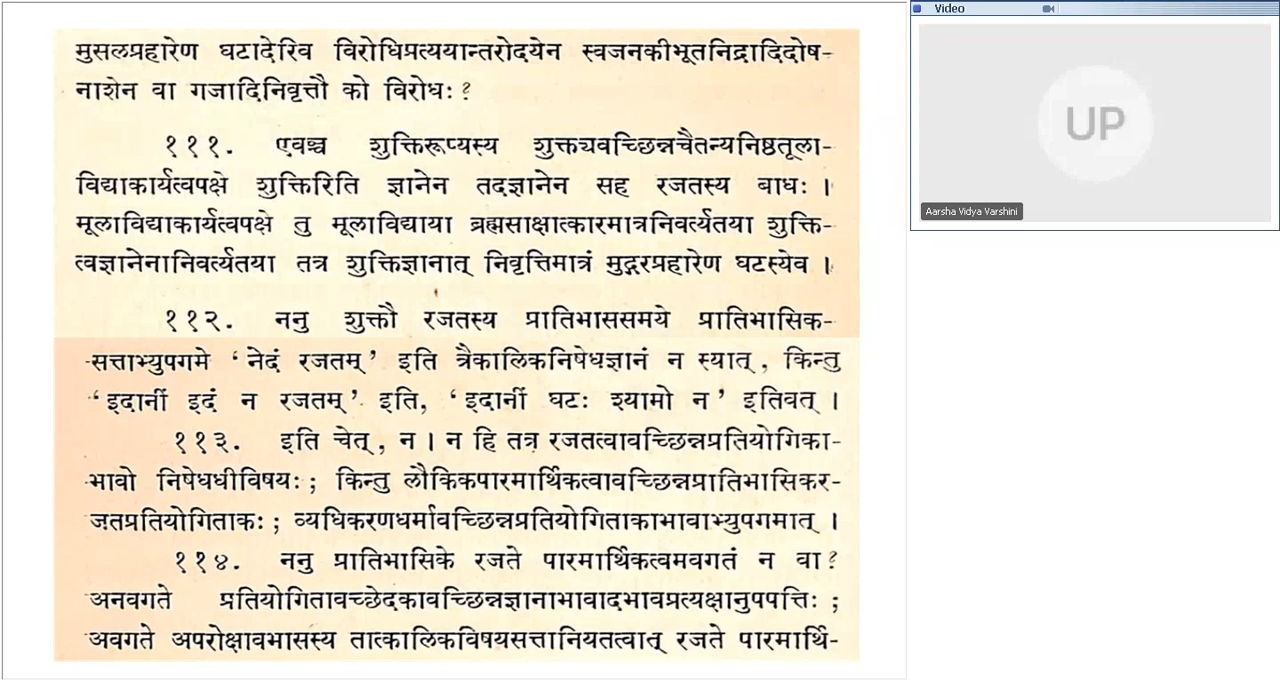 मुसलप्रहारेण घटादेरिव विरोधिप्रत्ययान्तरोदयेन स्वजनकीभूतनिद्रादिदोष-
नाशेन वा गजादिनिवृत्तौ को विरोधः ?
१११. एवञ्च शुक्तिरूप्यस्य शुक्त्यवच्छिन्नचैतन्यनिष्ठतूला-
विद्याकार्यत्वपक्षे शुक्तिरिति ज्ञानेन तदज्ञानेन सह रजतस्य बाधः ।
मूलाविद्याकार्यत्वपक्षे तु मूलाविद्याया ब्रह्मसाक्षात्कारमात्रनिवर्त्यतया शुक्ति-
त्वज्ञानेनानिवर्त्यतया तत्र शुक्तिज्ञानात् निवृत्तिमात्रं मुद्गरप्रहारेण घटस्येव ।
११२. ननु शुक्तौ रजतस्य प्रातिभाससमये प्रातिभासिक-
सत्ताभ्युपगमे ‘नेदं रजतम्’ इति त्रैकालिकनिषेधज्ञानं न स्यात्, किन्तु
‘इदानीं इदं न रजतम्’ इति, ‘इदानीं घटः श्यामो न’ इतिवत् ।
११३. इति चेत्, न । न हि तत्र रजतत्वावच्छिन्नप्रतियोगिका-
भावो निषेधधीविषयः ; किन्तु लौकिकपारमार्थिकत्वावच्छिन्नप्रातिभासिकर-
जतप्रतियोगिताकः ; व्यधिकरणधर्मावच्छिन्नप्रतियोगिताकाभावाभ्युपगमात् ।
११४. ननु प्रातिभासिके रजते पारमार्थिकत्वमवगतं न वा ?
अनवगते प्रतियोगितावच्छेदकावच्छिन्नज्ञानाभावादभावप्रत्यक्षानुपपत्तिः ;
अवगते अपरोक्षावभासस्य तात्कालिकविषयसत्तानियतत्वात् रजते पारमार्थि-
Video
UP
Aarsha Vidya Varshini